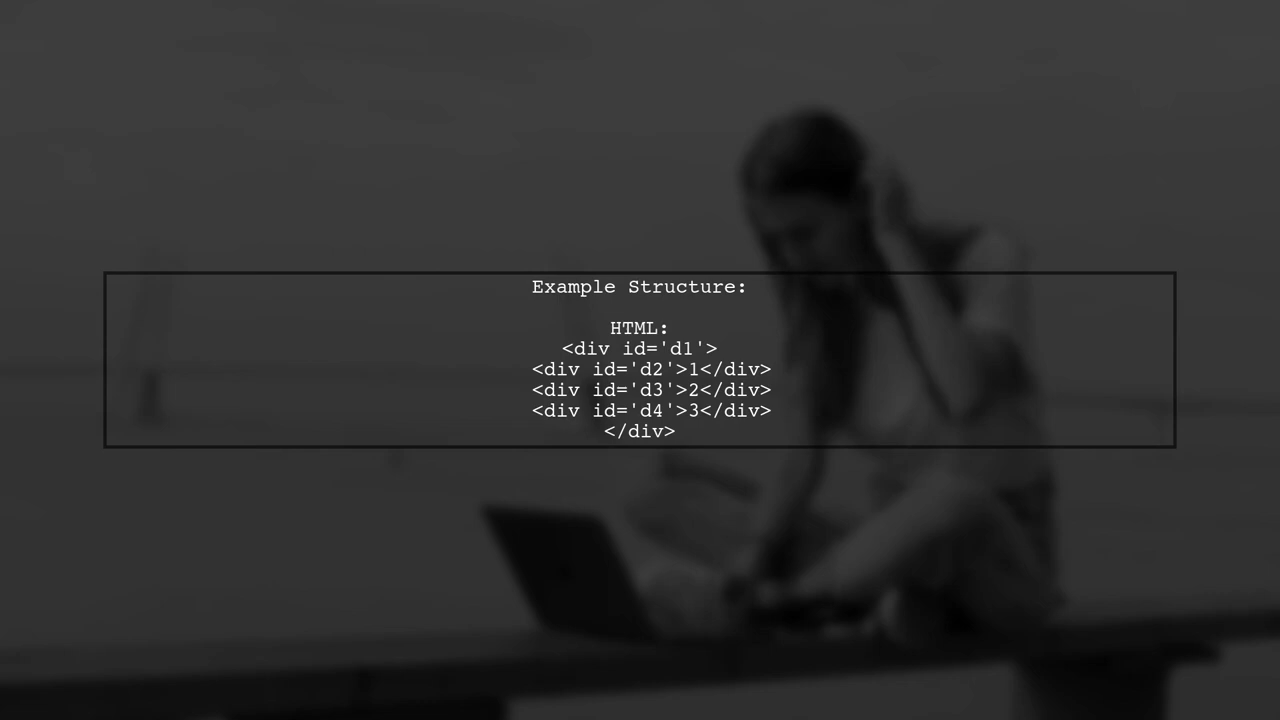 Example Structure:
HTML:
<div id='d1'>
<div id='d2'>1</div>
<div id='d3'>2</div>
<div id='d4'>3</div>
</div>